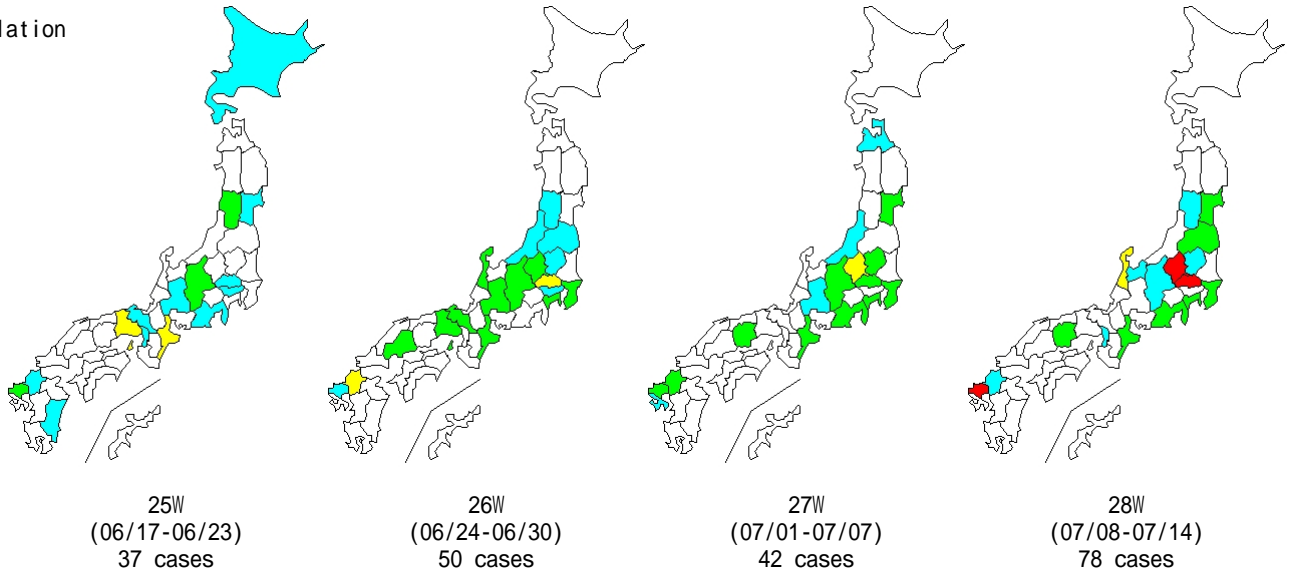 lation
25W
(06/17-06/23)
37 cases
26W
(06/24-06/30)
50 cases
27W
(07/01-07/07)
42 cases
28W
(07/08-07/14)
78 cases